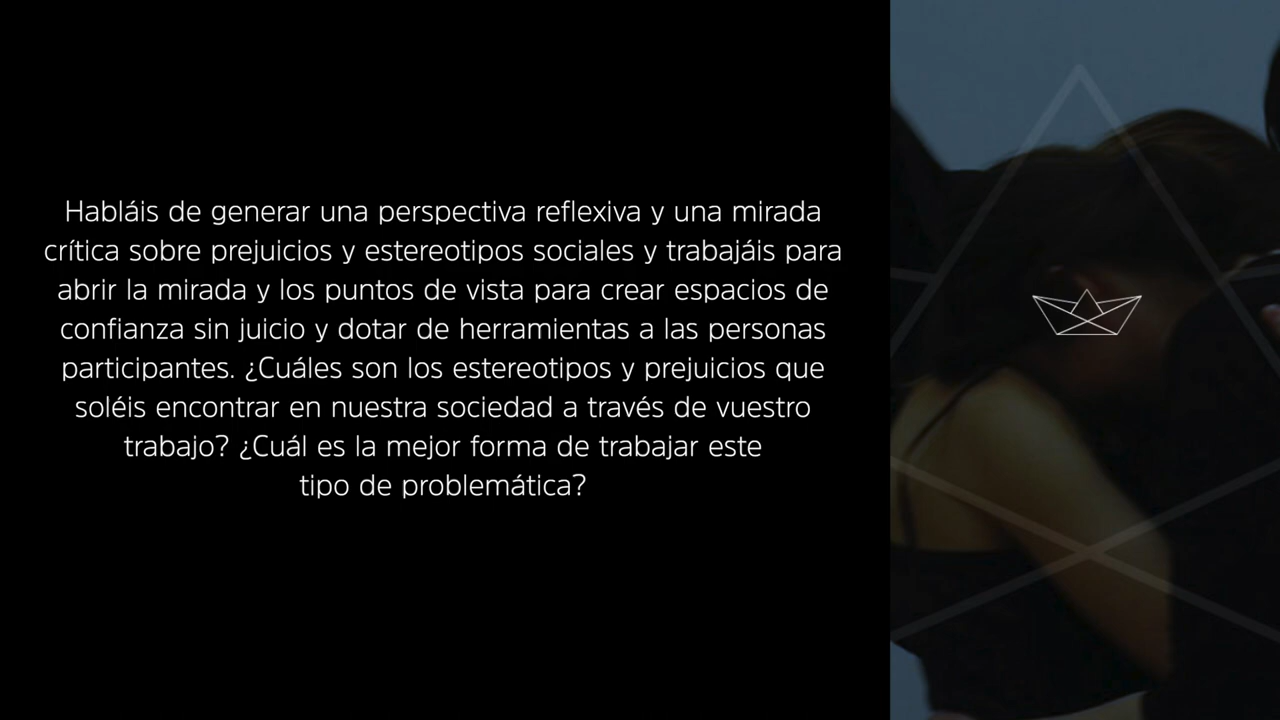 Habláis de generar una perspectiva reflexiva y una mirada
crítica sobre prejuicios y estereotipos sociales y trabajáis para
abrir la mirada y los puntos de vista para crear espacios de
confianza sin juicio y dotar de herramientas a las personas
participantes. ¿Cuáles son los estereotipos y prejuicios que
soléis encontrar en nuestra sociedad a través de vuestro
trabajo? ¿Cuál es la mejor forma de trabajar este
tipo de problemática?